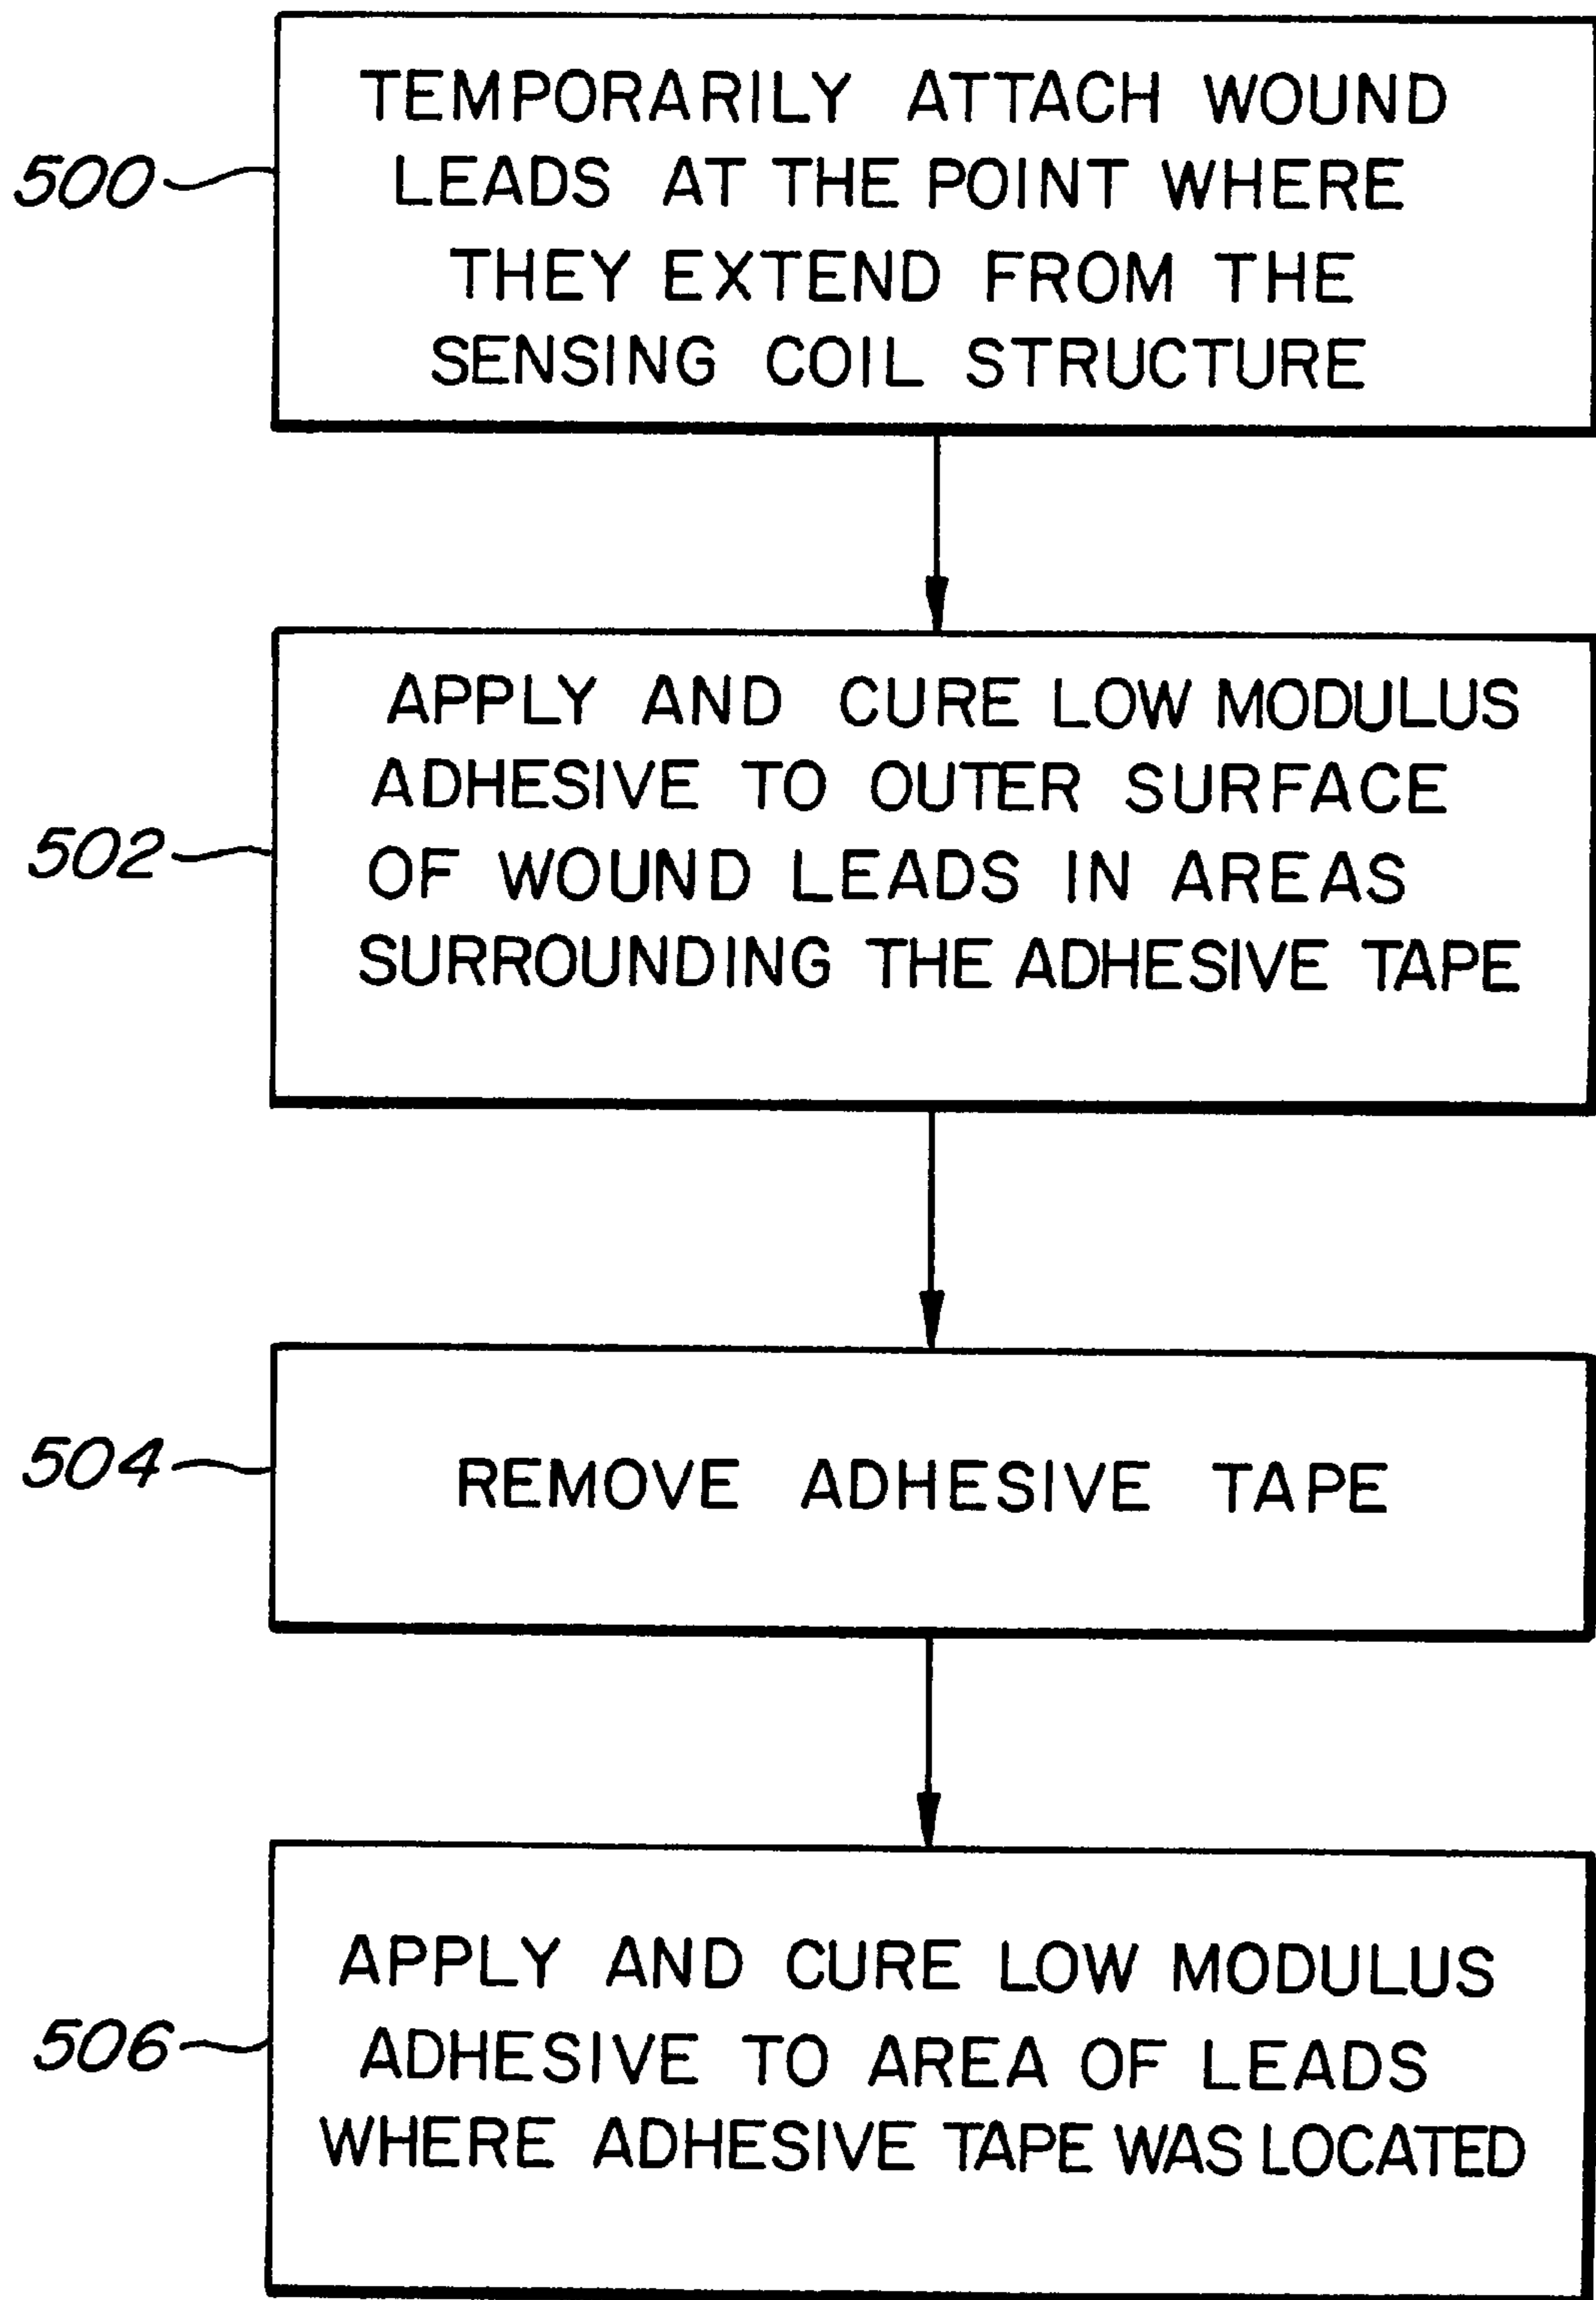 500
TEMPORARILY ATTACH WOUND
LEADS AT THE POINT WHERE
THEY EXTEND FROM THE
SENSING COIL STRUCTURE
502
APPLY AND CURE LOW MODULUS
ADHESIVE TO OUTER SURFACE
OF WOUND LEADS IN AREAS
SURROUNDING THE ADHESIVE TAPE
504
REMOVE ADHESIVE TAPE
506
APPLY AND CURE LOW MODULUS
ADHESIVE TO AREA OF LEADS
WHERE ADHESIVE TAPE WAS LOCATED